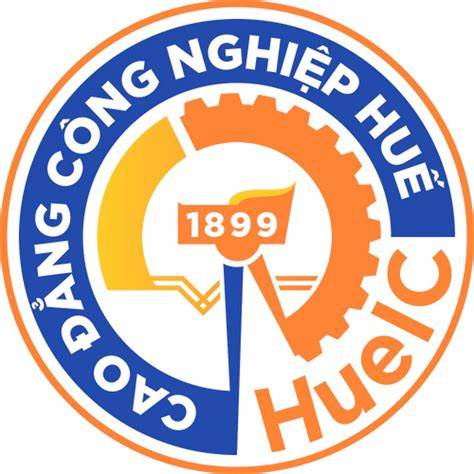 CAO ĐẲNG CÔNG NGHIỆP HUẾ
1899
HueIC